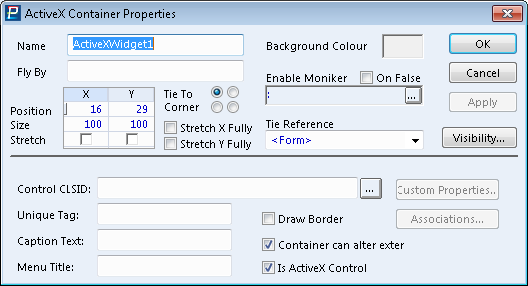 ActiveX Container Properties
Name ActiveXWidget1 Background Colour OK
Fly By Enable Moniker On False Cancel
X Y Tie To Corner : ... Apply
Position 16 29
Size 100 100 Stretch X Fully Tie Reference
Stretch Stretch Y Fully <Form> Visibility...
Control CLSID: ... Custom Properties..
Unique Tag: Draw Border Associations...
Caption Text: Container can alter exter
Menu Title: Is ActiveX Control